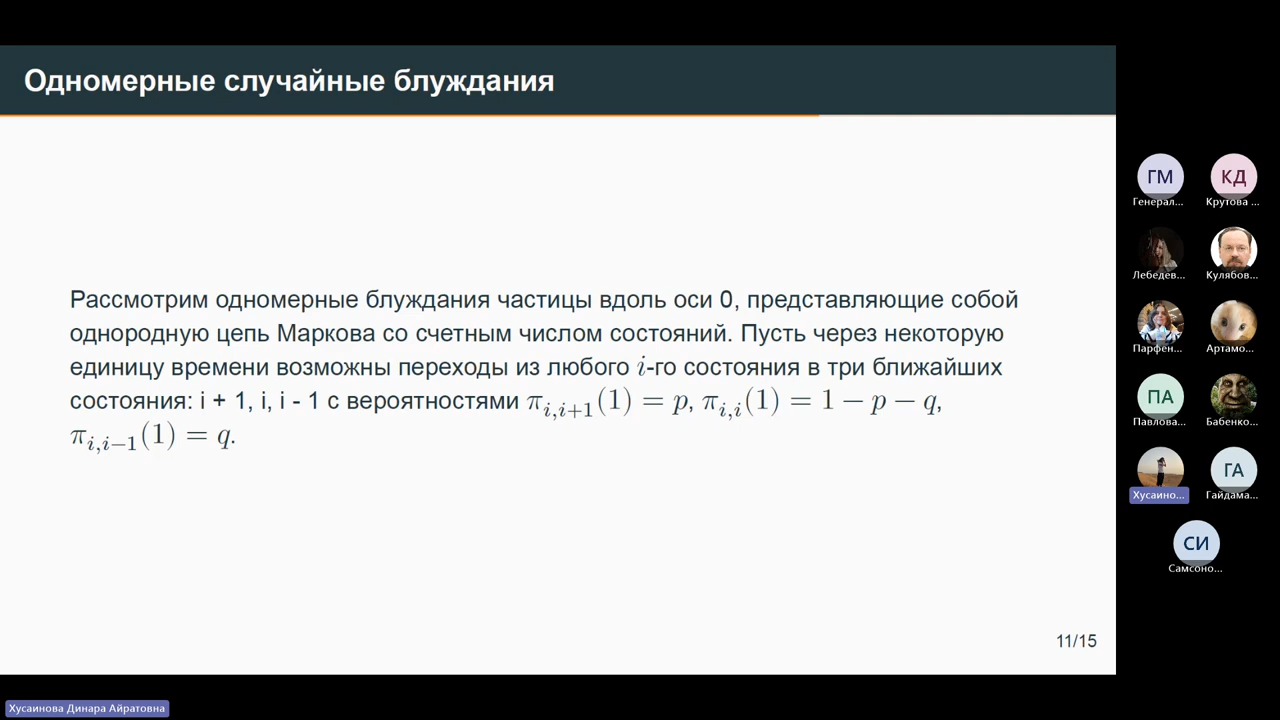 Одномерные случайные блуждания
Рассмотрим одномерные блуждания частицы вдоль оси 0, представляющие собой
однородную цепь Маркова со счетным числом состояний. Пусть через некоторую
единицу времени возможны переходы из любого i-го состояния в три ближайших
состояния: i + 1, i, i - 1 с вероятностями π_{i,i+1}(1) = p, π_{i,i}(1) = 1 − p − q,
π_{i,i−1}(1) = q.
11/15
ГМ
Генерал...
КД
Крутова ...
Лебедев...
Кулябов...
Парфен...
Артамо...
ПА
Павлова...
Бабенко...
Хусаино...
ГА
Гайдама...
СИ
Самсоно...
Хусаинова Динара Айратовна